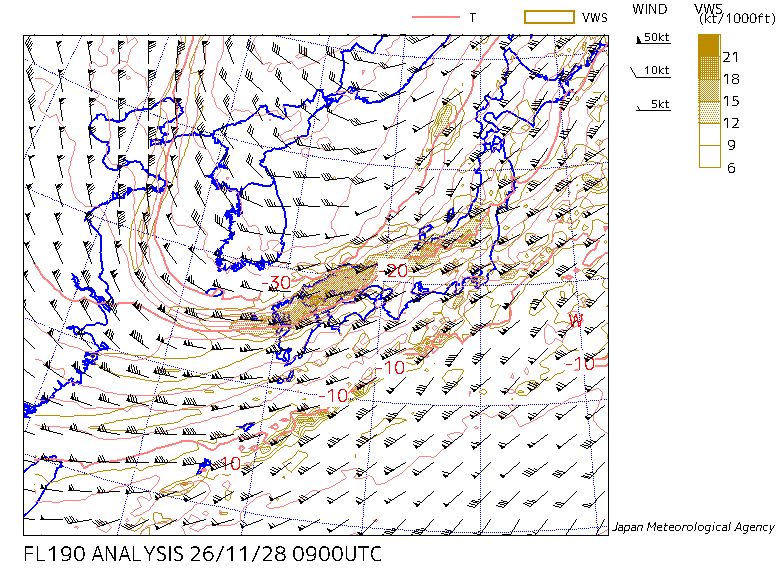 T VWS
WIND VWS
(kt/1000ft)
50kt
10kt
5kt
21
18
15
12
9
6
-30
-20
W
-10
-10
-10
-10
Japan Meteorological Agency
FL190 ANALYSIS 26/11/28 0900UTC